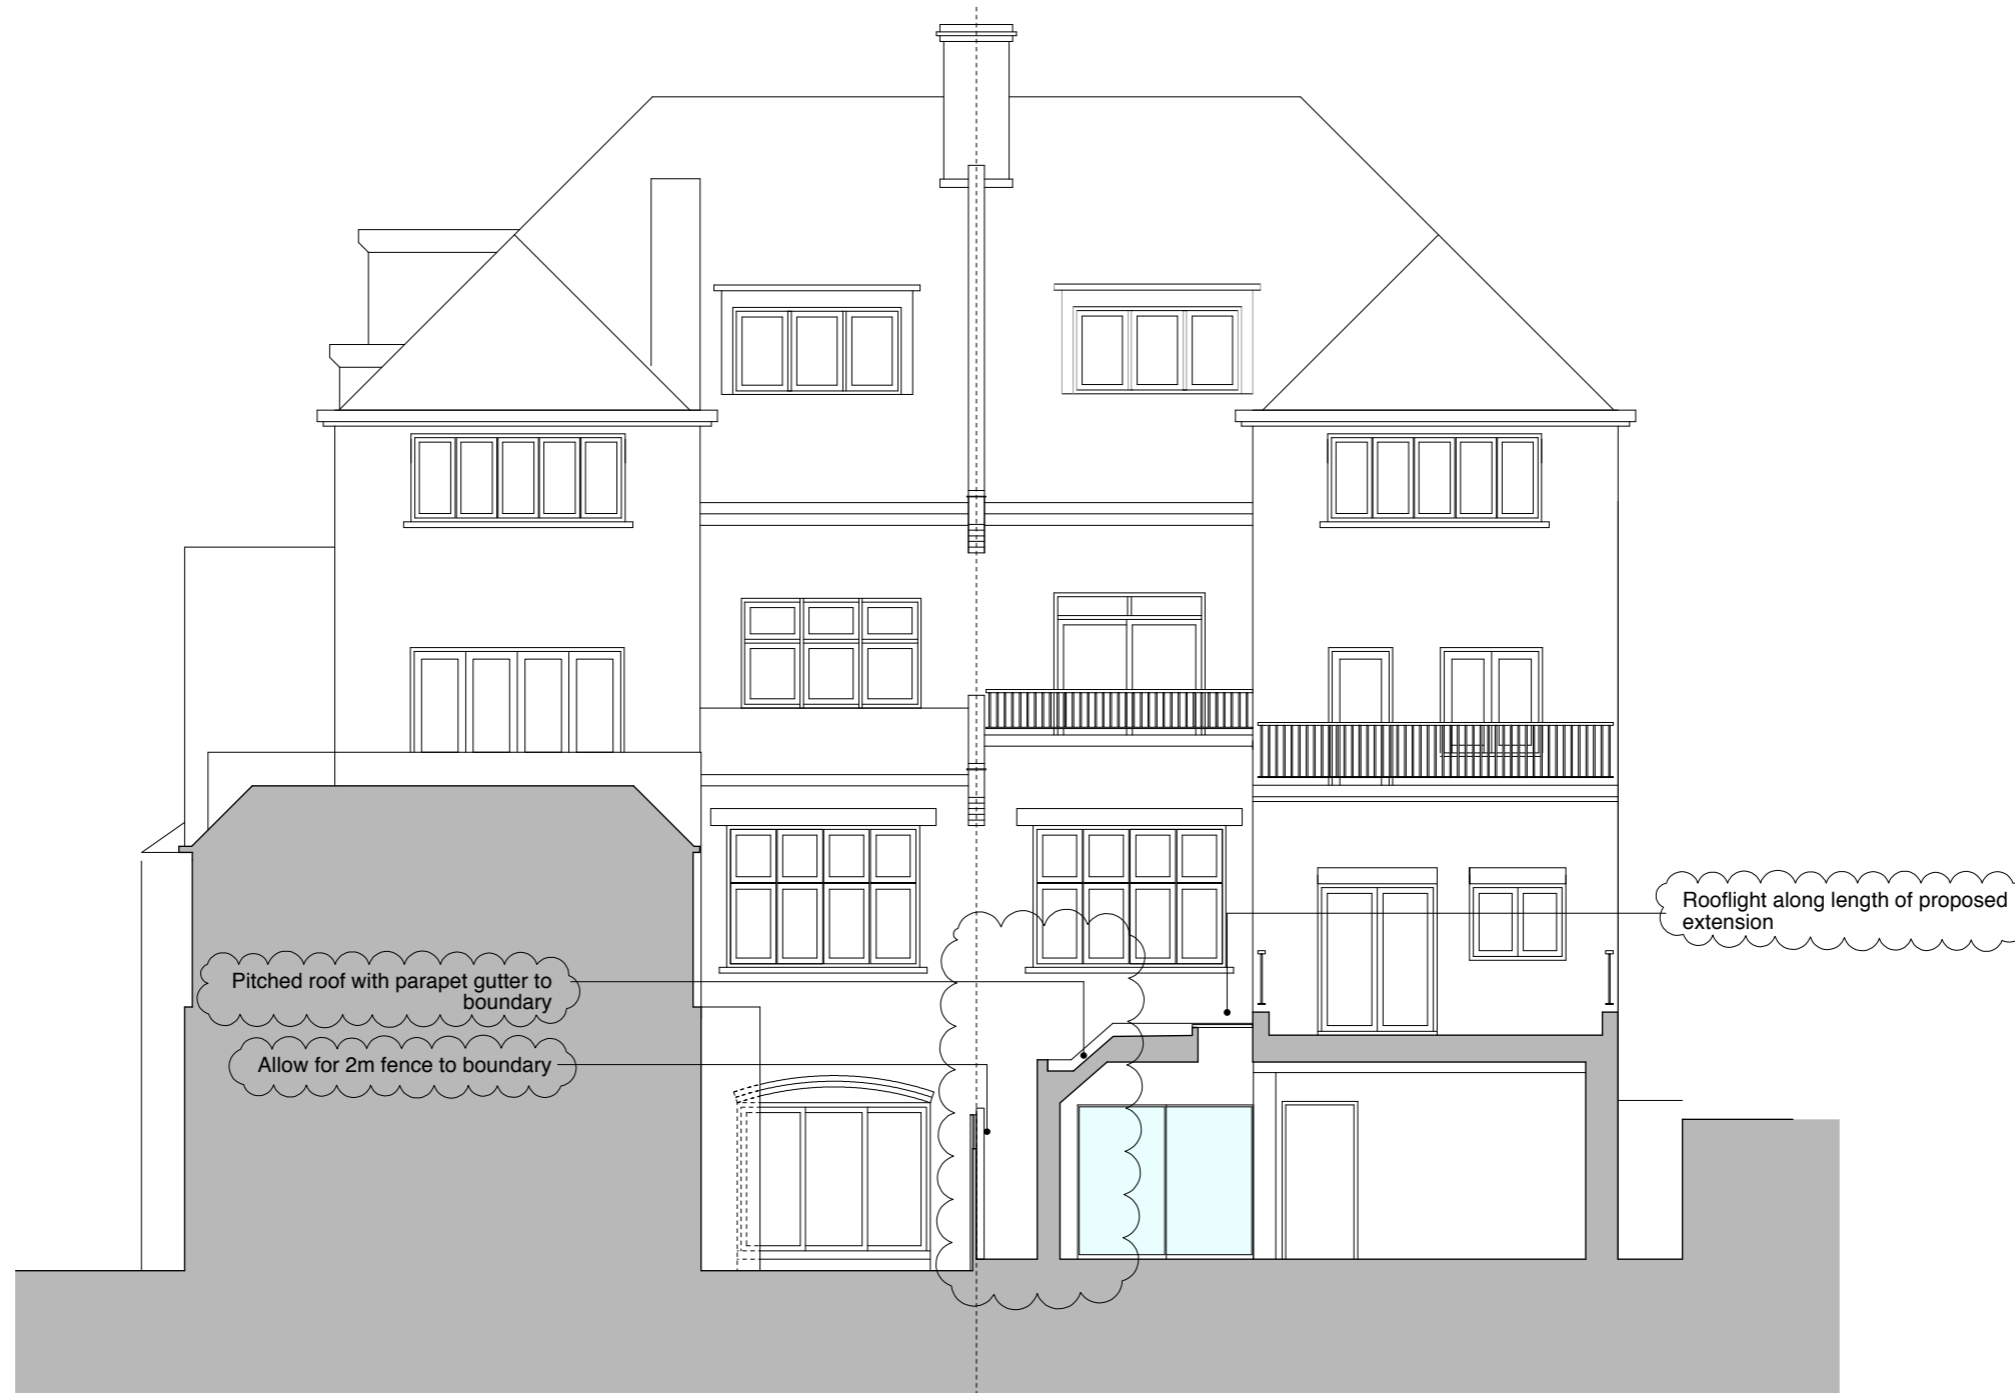 Rooflight along length of proposed
extension
Pitched roof with parapet gutter to
boundary
Allow for 2m fence to boundary